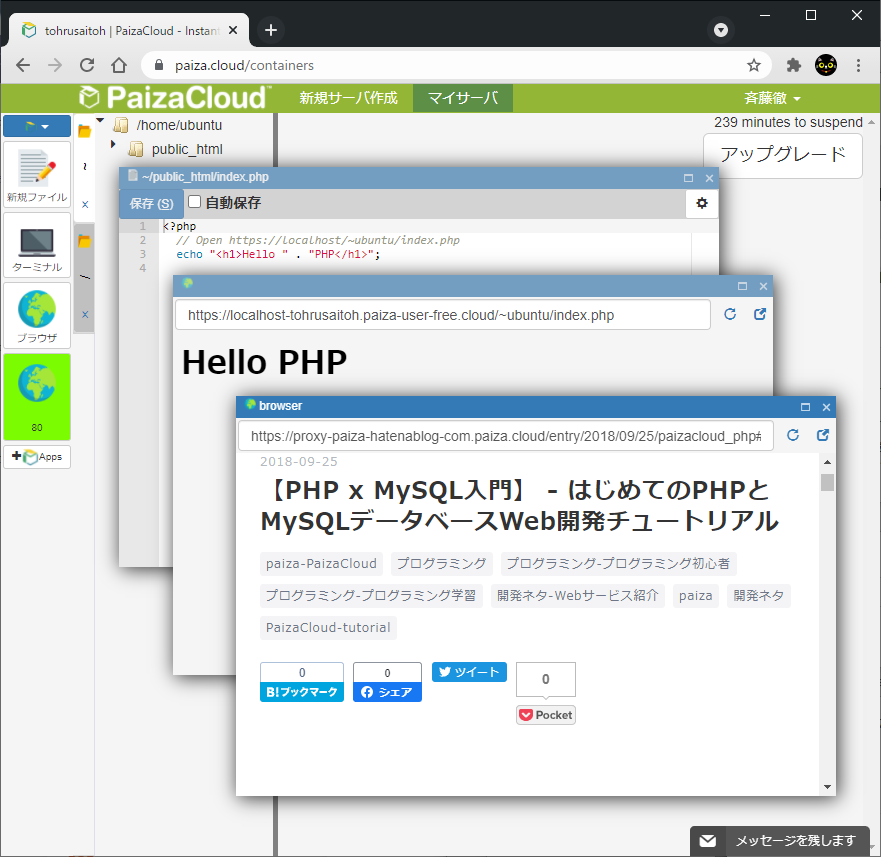 tohrusaitoh | PaizaCloud - Instan
paiza.cloud/containers
PaizaCloud
新規サーバ作成
マイサーバ
斉藤徹
/home/ubuntu
239 minutes to suspend
public_html
アップグレード
新規ファイル
~
x
~/public_html/index.php
保存 (S)
自動保存
1 <?php
2 // Open https://localhost/~ubuntu/index.php
3 echo "<h1>Hello " . "PHP</h1>";
4
ターミナル
/
x
ブラウザ
https://localhost-tohrusaitoh.paiza-user-free.cloud/~ubuntu/index.php
Hello PHP
80
+ Apps
browser
https://proxy-paiza-hatenablog-com.paiza.cloud/entry/2018/09/25/paizacloud_php#
2018-09-25
【PHP x MySQL入門】 - はじめてのPHPと
MySQLデータベースWeb開発チュートリアル
paiza-PaizaCloud プログラミング プログラミング-プログラミング初心者
プログラミング-プログラミング学習 開発ネタ-Webサービス紹介 paiza 開発ネタ
PaizaCloud-tutorial
0
B!ブックマーク
0
シェア
ツイート
0
Pocket
メッセージを残します